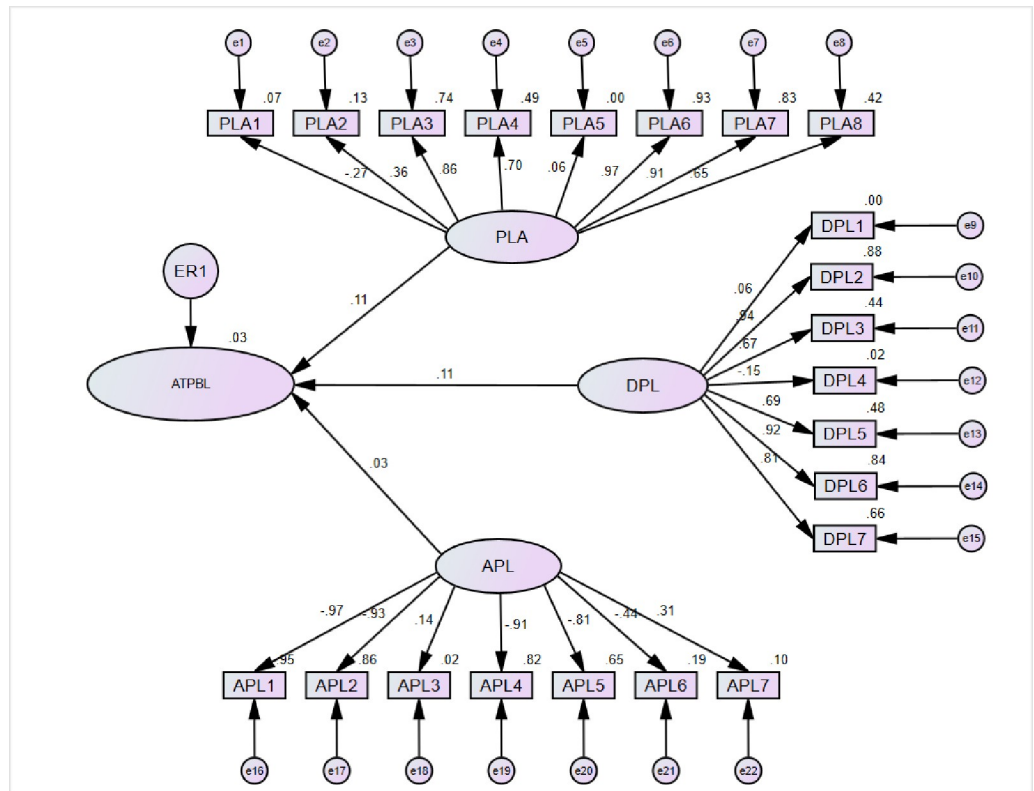 e1 e2 e3 e4 e5 e6 e7 e8
.07 .13 .74 .49 .00 .93 .83 .42
PLA1 PLA2 PLA3 PLA4 PLA5 PLA6 PLA7 PLA8
-.27 .36 .86 .70 .06 .97 .91 .65
PLA
.00
DPL1 e9
.88
DPL2 e10
.44
DPL3 e11
.02
DPL4 e12
.48
DPL5 e13
.84
DPL6 e14
.66
DPL7 e15
.06
.94
.67
-.15
.69
.92
.81
DPL
ER1
.11
.03
ATPBL
.11
.03
APL
-.97 -.93 .14 -.91 -.81 -.44 .31
.95 .86 .02 .82 .65 .19 .10
APL1 APL2 APL3 APL4 APL5 APL6 APL7
e16 e17 e18 e19 e20 e21 e22